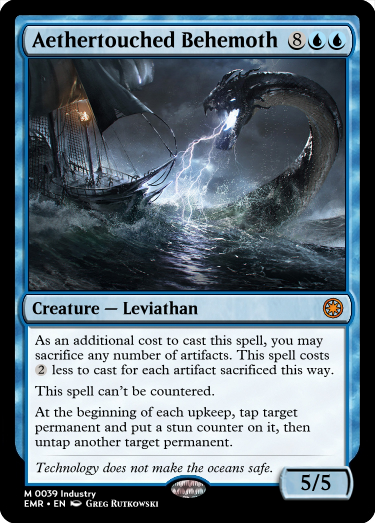 Aethertouched Behemoth 8
Creature — Leviathan
As an additional cost to cast this spell, you may
sacrifice any number of artifacts. This spell costs
2 less to cast for each artifact sacrificed this way.
This spell can't be countered.
At the beginning of each upkeep, tap target
permanent and put a stun counter on it, then
untap another target permanent.
Technology does not make the oceans safe.
5/5
M 0039 Industry
EMR • EN Greg Rutkowski